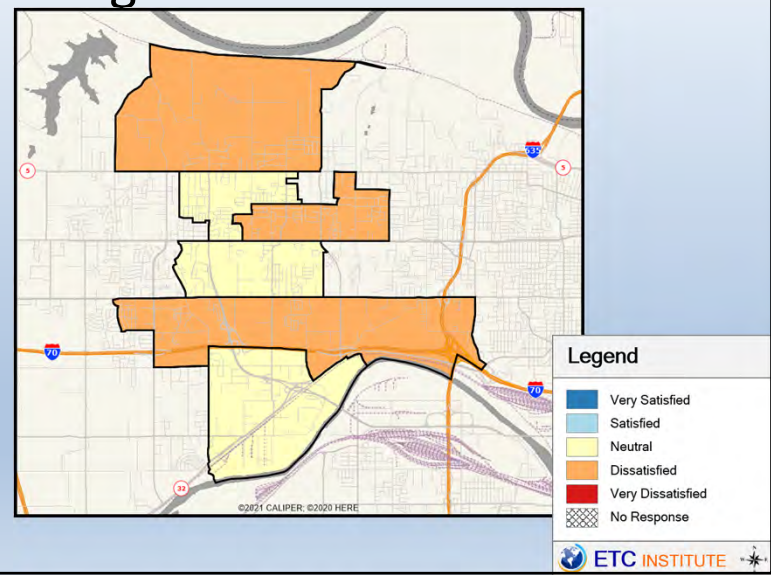 635
5
5
70
70
32
©2021 CALIPER; ©2020 HERE
Legend
Very Satisfied
Satisfied
Neutral
Dissatisfied
Very Dissatisfied
No Response
ETC INSTITUTE